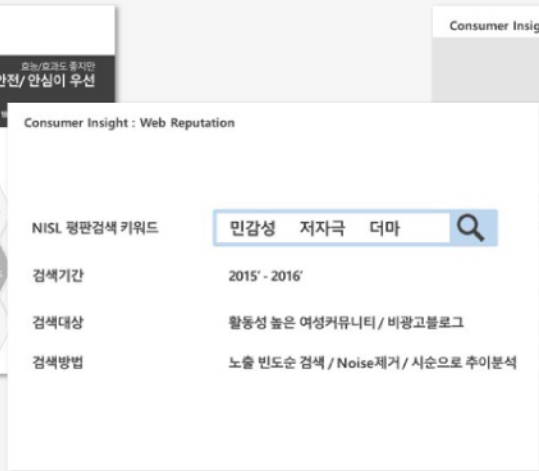 효능/효과도 좋지만
안전/ 안심이 우선
Consumer Insig
Consumer Insight : Web Reputation
NISL 평판검색 키워드
민감성 저자극 더마
검색기간
2015' - 2016'
검색대상
활동성 높은 여성커뮤니티 / 비광고블로그
검색방법
노출 빈도순 검색 / Noise제거 / 시순으로 추이분석